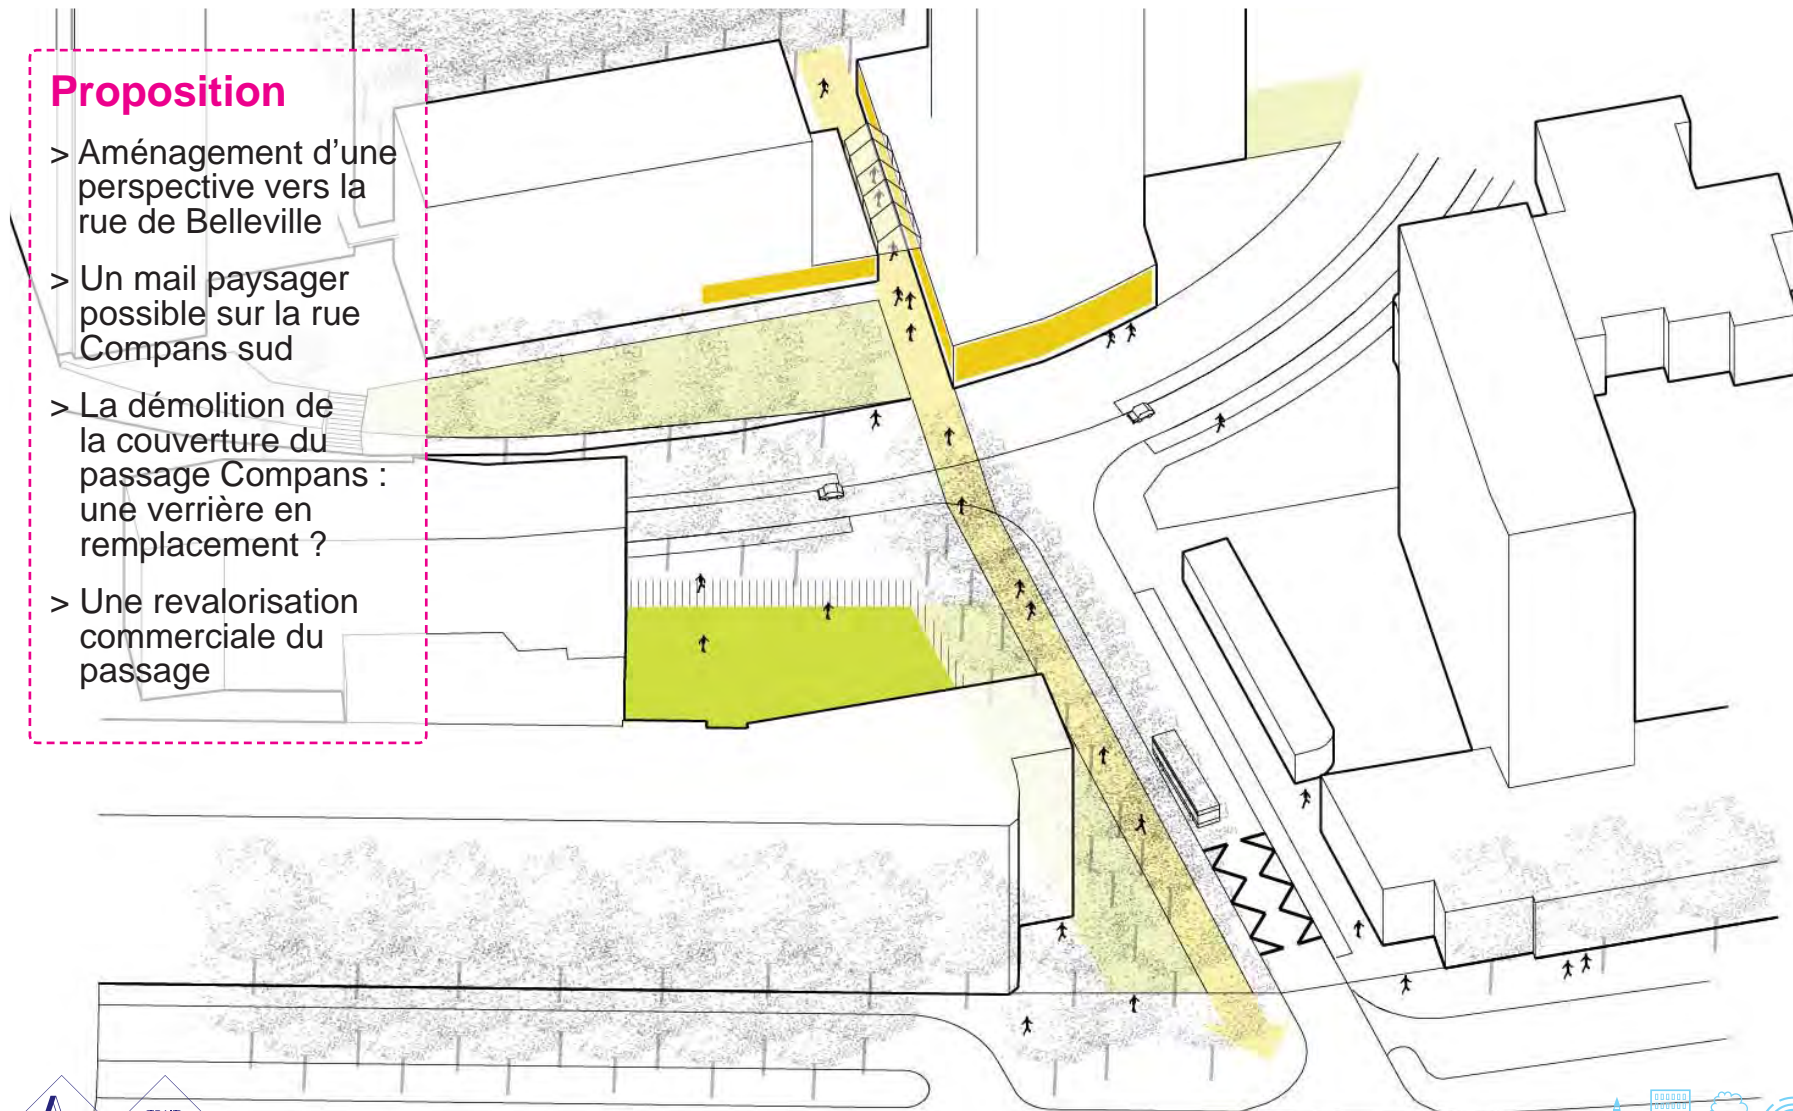 Proposition
> Aménagement d’une
perspective vers la
rue de Belleville
> Un mail paysager
possible sur la rue
Compans sud
> La démolition de
la couverture du
passage Compans :
une verrière en
remplacement ?
> Une revalorisation
commerciale du
passage